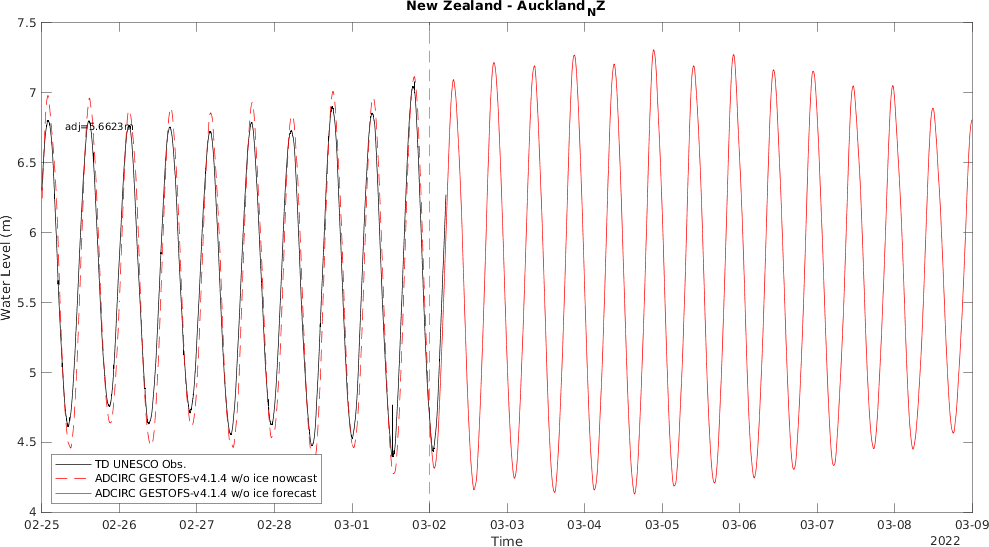 New Zealand - Auckland_NZ
7.5
7
6.5
6
5.5
5
4.5
4
Water Level (m)
adj=5.6623m
TD UNESCO Obs.
ADCIRC GESTOFS-v4.1.4 w/o ice nowcast
ADCIRC GESTOFS-v4.1.4 w/o ice forecast
02-25 02-26 02-27 02-28 03-01 03-02 03-03 03-04 03-05 03-06 03-07 03-08 03-09
Time
2022